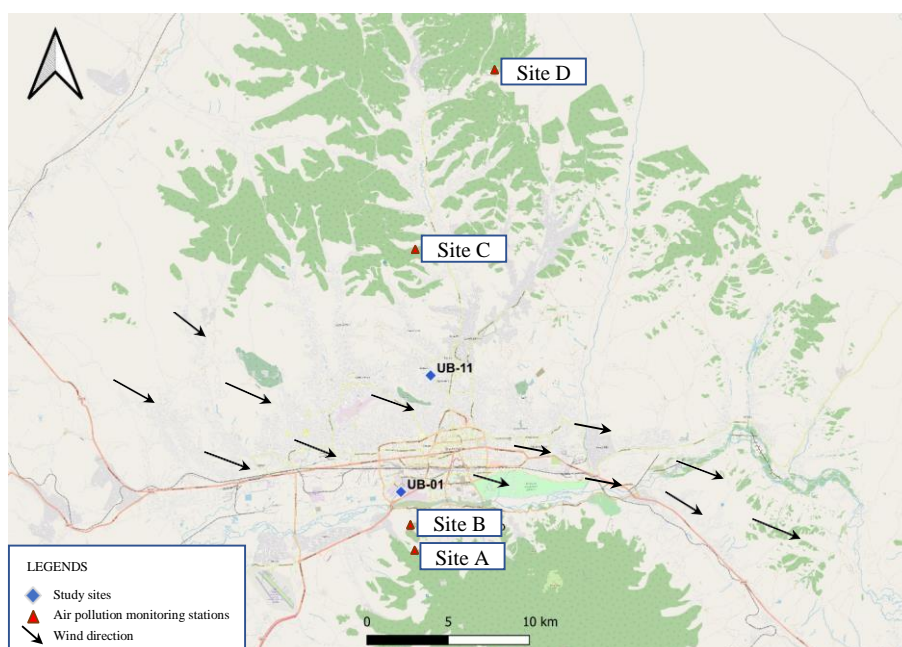 Site D
Site C
UB-11
UB-01
Site B
Site A
LEGENDS
Study sites
Air pollution monitoring stations
Wind direction
0 5 10 km